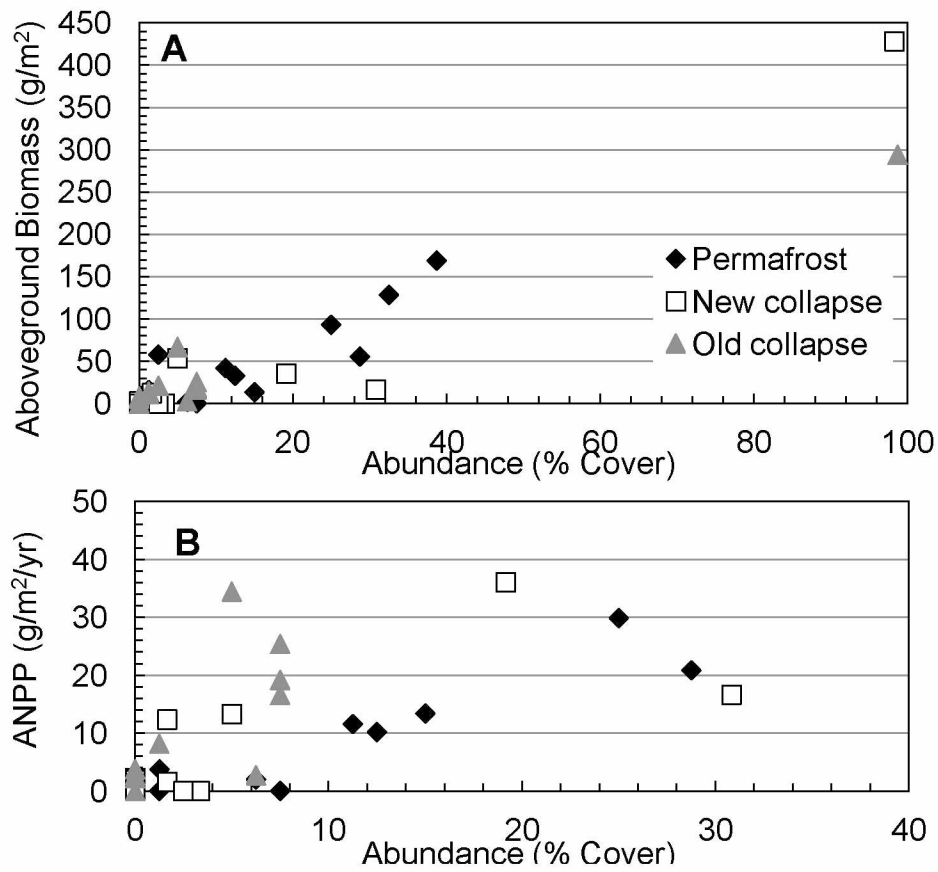 A
Aboveground Biomass (g/m²)
450
400
350
300
250
200
150
100
50
0
Permafrost
New collapse
Old collapse
0 20 40 60 80 100
Abundance (% Cover)
B
ANPP (g/m²/yr)
50
40
30
20
10
0
0 10 20 30 40
Abundance (% Cover)